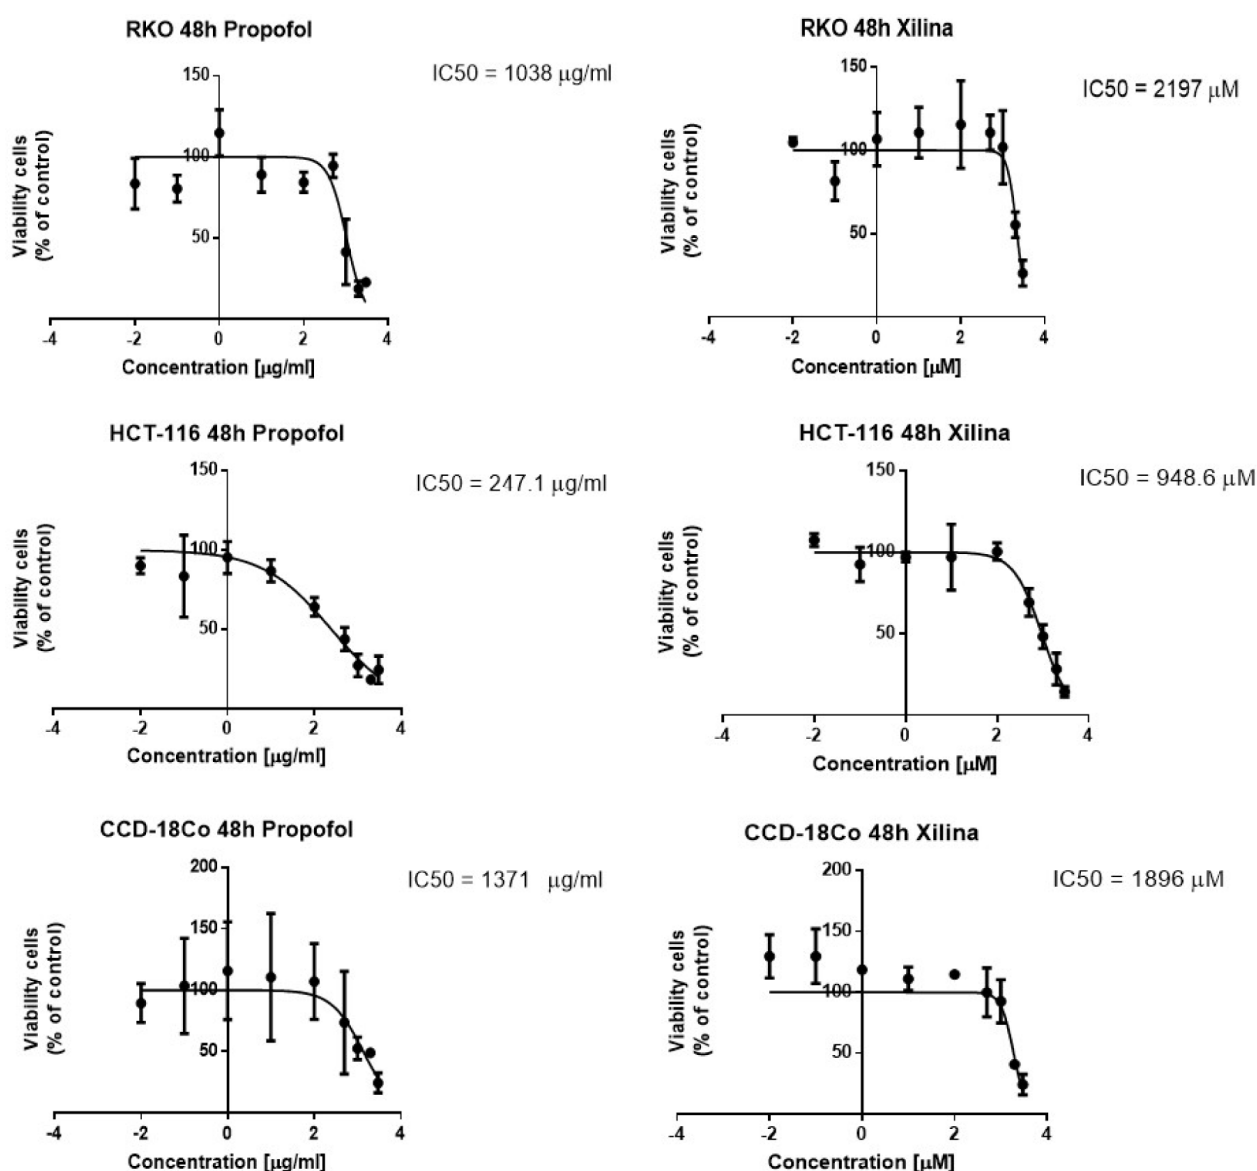 RKO 48h Propofol
IC50 = 1038 μg/ml
Viability cells
(% of control)
150
100
50
-4 -2 0 2 4
Concentration [μg/ml]
RKO 48h Xilina
IC50 = 2197 μM
Viability cells
(% of control)
150
100
50
-4 -2 0 2 4
Concentration [μM]
HCT-116 48h Propofol
IC50 = 247.1 μg/ml
Viability cells
(% of control)
150
100
50
-4 -2 0 2 4
Concentration [μg/ml]
HCT-116 48h Xilina
IC50 = 948.6 μM
Viability cells
(% of control)
150
100
50
-4 -2 0 2 4
Concentration [μM]
CCD-18Co 48h Propofol
IC50 = 1371 μg/ml
Viability cells
(% of control)
200
150
100
50
-4 -2 0 2 4
Concentration [μg/ml]
CCD-18Co 48h Xilina
IC50 = 1896 μM
Viability cells
(% of control)
200
150
100
50
-4 -2 0 2 4
Concentration [μM]